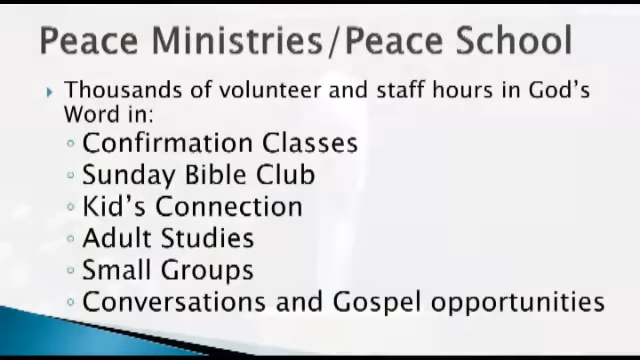 Peace Ministries/Peace School
Thousands of volunteer and staff hours in God's
Word in:
Confirmation Classes
Sunday Bible Club
Kid's Connection
Adult Studies
Small Groups
Conversations and Gospel opportunities